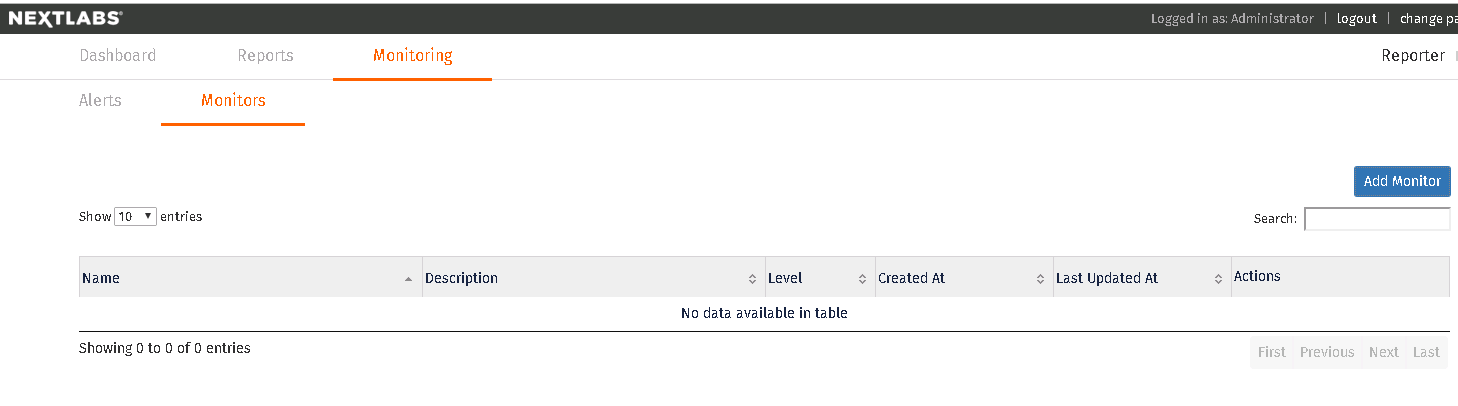 NEXTLABS®
Logged in as: Administrator | logout | change pa
Dashboard Reports Monitoring Reporter
Alerts Monitors
Add Monitor
Show 10 entries Search:
Name Description Level Created At Last Updated At Actions
No data available in table
Showing 0 to 0 of 0 entries First Previous Next Last